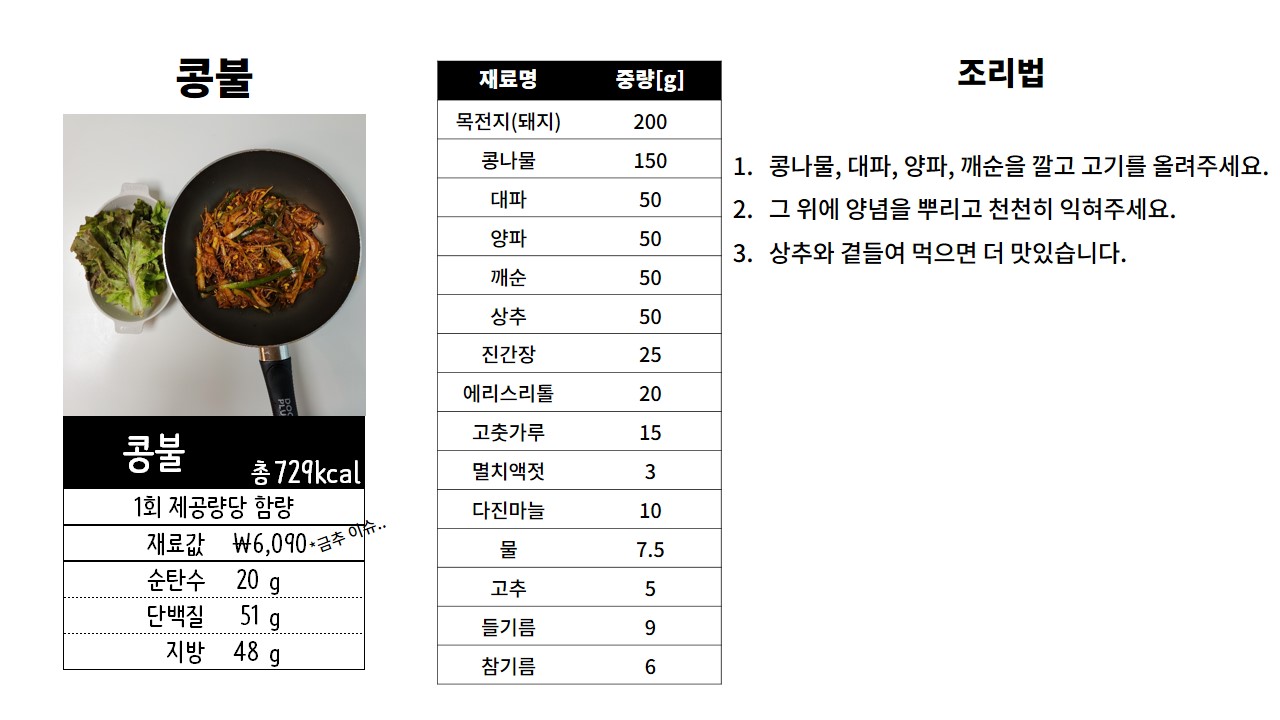 콩불
콩불
총 729kcal
1회 제공량당 함량
재료값 ₩6,090 *금추 이슈..
순탄수 20 g
단백질 51 g
지방 48 g
재료명 중량[g]
목전지(돼지) 200
콩나물 150
대파 50
양파 50
깨순 50
상추 50
진간장 25
에리스리톨 20
고춧가루 15
멸치액젓 3
다진마늘 10
물 7.5
고추 5
들기름 9
참기름 6
조리법
1. 콩나물, 대파, 양파, 깨순을 깔고 고기를 올려주세요.
2. 그 위에 양념을 뿌리고 천천히 익혀주세요.
3. 상추와 곁들여 먹으면 더 맛있습니다.